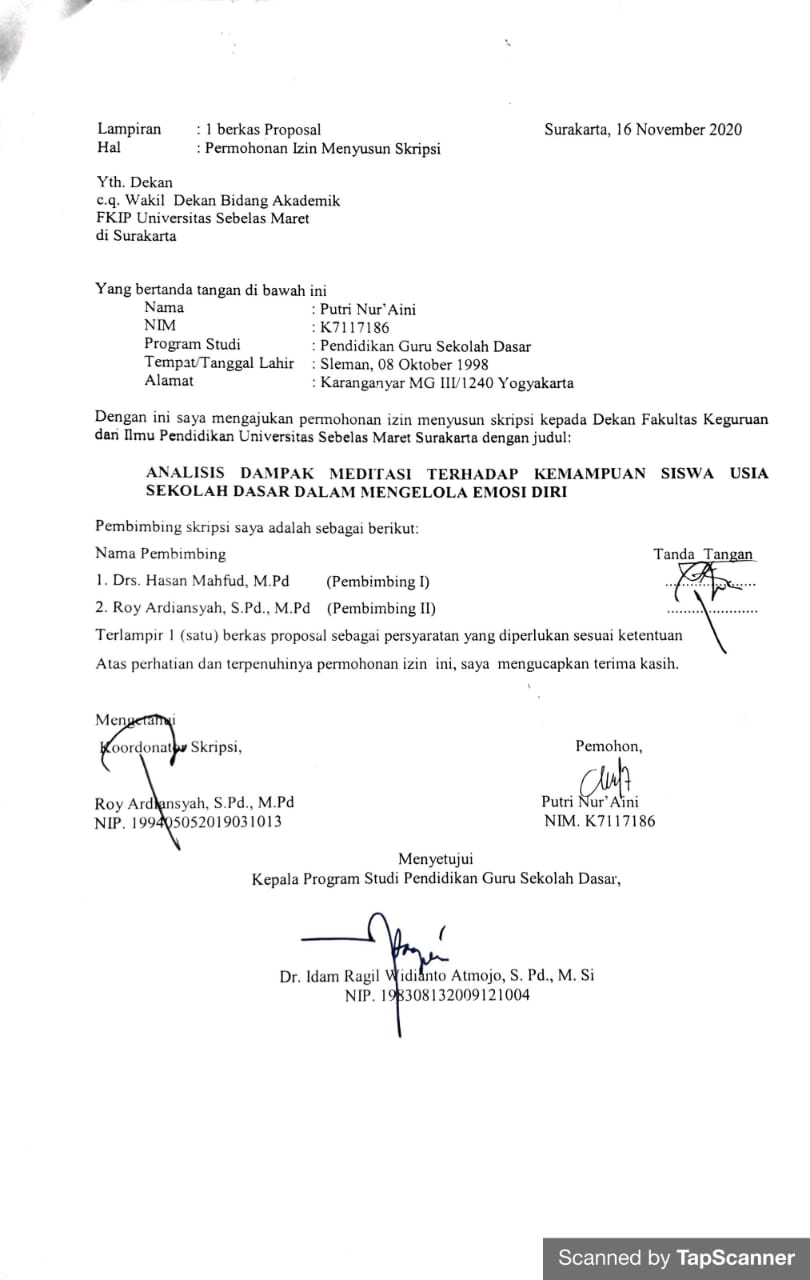 Lampiran : 1 berkas Proposal Surakarta, 16 November 2020
Hal : Permohonan Izin Menyusun Skripsi
Yth. Dekan
c.q. Wakil Dekan Bidang Akademik
FKIP Universitas Sebelas Maret
di Surakarta
Yang bertanda tangan di bawah ini
Nama : Putri Nur'Aini
NIM : K7117186
Program Studi : Pendidikan Guru Sekolah Dasar
Tempat/Tanggal Lahir : Sleman, 08 Oktober 1998
Alamat : Karanganyar MG III/1240 Yogyakarta
Dengan ini saya mengajukan permohonan izin menyusun skripsi kepada Dekan Fakultas Keguruan
dan Ilmu Pendidikan Universitas Sebelas Maret Surakarta dengan judul:
ANALISIS DAMPAK MEDITASI TERHADAP KEMAMPUAN SISWA USIA
SEKOLAH DASAR DALAM MENGELOLA EMOSI DIRI
Pembimbing skripsi saya adalah sebagai berikut:
Nama Pembimbing Tanda Tangan
1. Drs. Hasan Mahfud, M.Pd (Pembimbing I) ........................
2. Roy Ardiansyah, S.Pd., M.Pd (Pembimbing II) ........................
Terlampir 1 (satu) berkas proposal sebagai persyaratan yang diperlukan sesuai ketentuan
Atas perhatian dan terpenuhinya permohonan izin ini, saya mengucapkan terima kasih.
Mengetahui
Koordonator Skripsi, Pemohon,
Roy Ardiansyah, S.Pd., M.Pd Putri Nur'Aini
NIP. 199405052019031013 NIM. K7117186
Menyetujui
Kepala Program Studi Pendidikan Guru Sekolah Dasar,
Dr. Idam Ragil Widianto Atmojo, S. Pd., M. Si
NIP. 198308132009121004
Scanned by TapScanner